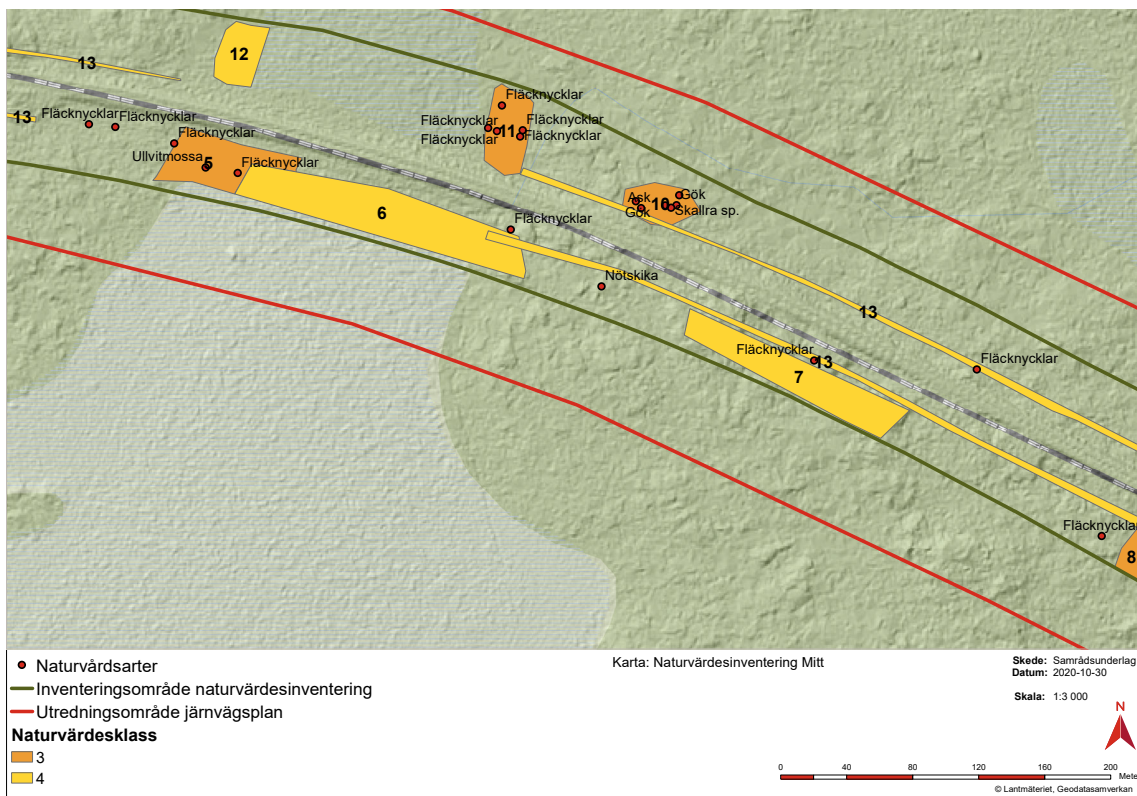 12
13
13
Fläcknycklar
Fläcknycklar
Fläcknycklar
Fläcknycklar
Fläcknycklar
11
Fläcknycklar
Fläcknycklar
Fläcknycklar
Ullvitmossa
5
Fläcknycklar
6
Ask
10
Gök
Gök
Skallra sp.
Fläcknycklar
Nötskika
13
Fläcknycklar
13
Fläcknycklar
7
Fläcknycklar
8
Naturvårdsarter
Inventeringsområde naturvärdesinventering
Utredningsområde järnvägsplan
Naturvärdesklass
3
4
Karta: Naturvärdesinventering Mitt
Skede: Samrådsunderlag
Datum: 2020-10-30
Skala: 1:3 000
N
0 40 80 120 160 200
Mete
© Lantmäteriet, Geodatasamverkan